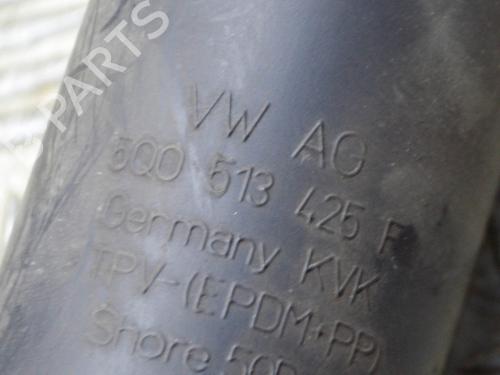 VW AG
5Q0 513 425 F
Germany KVK
TPV-(EPDM+PP)
Shore
B-PARTS